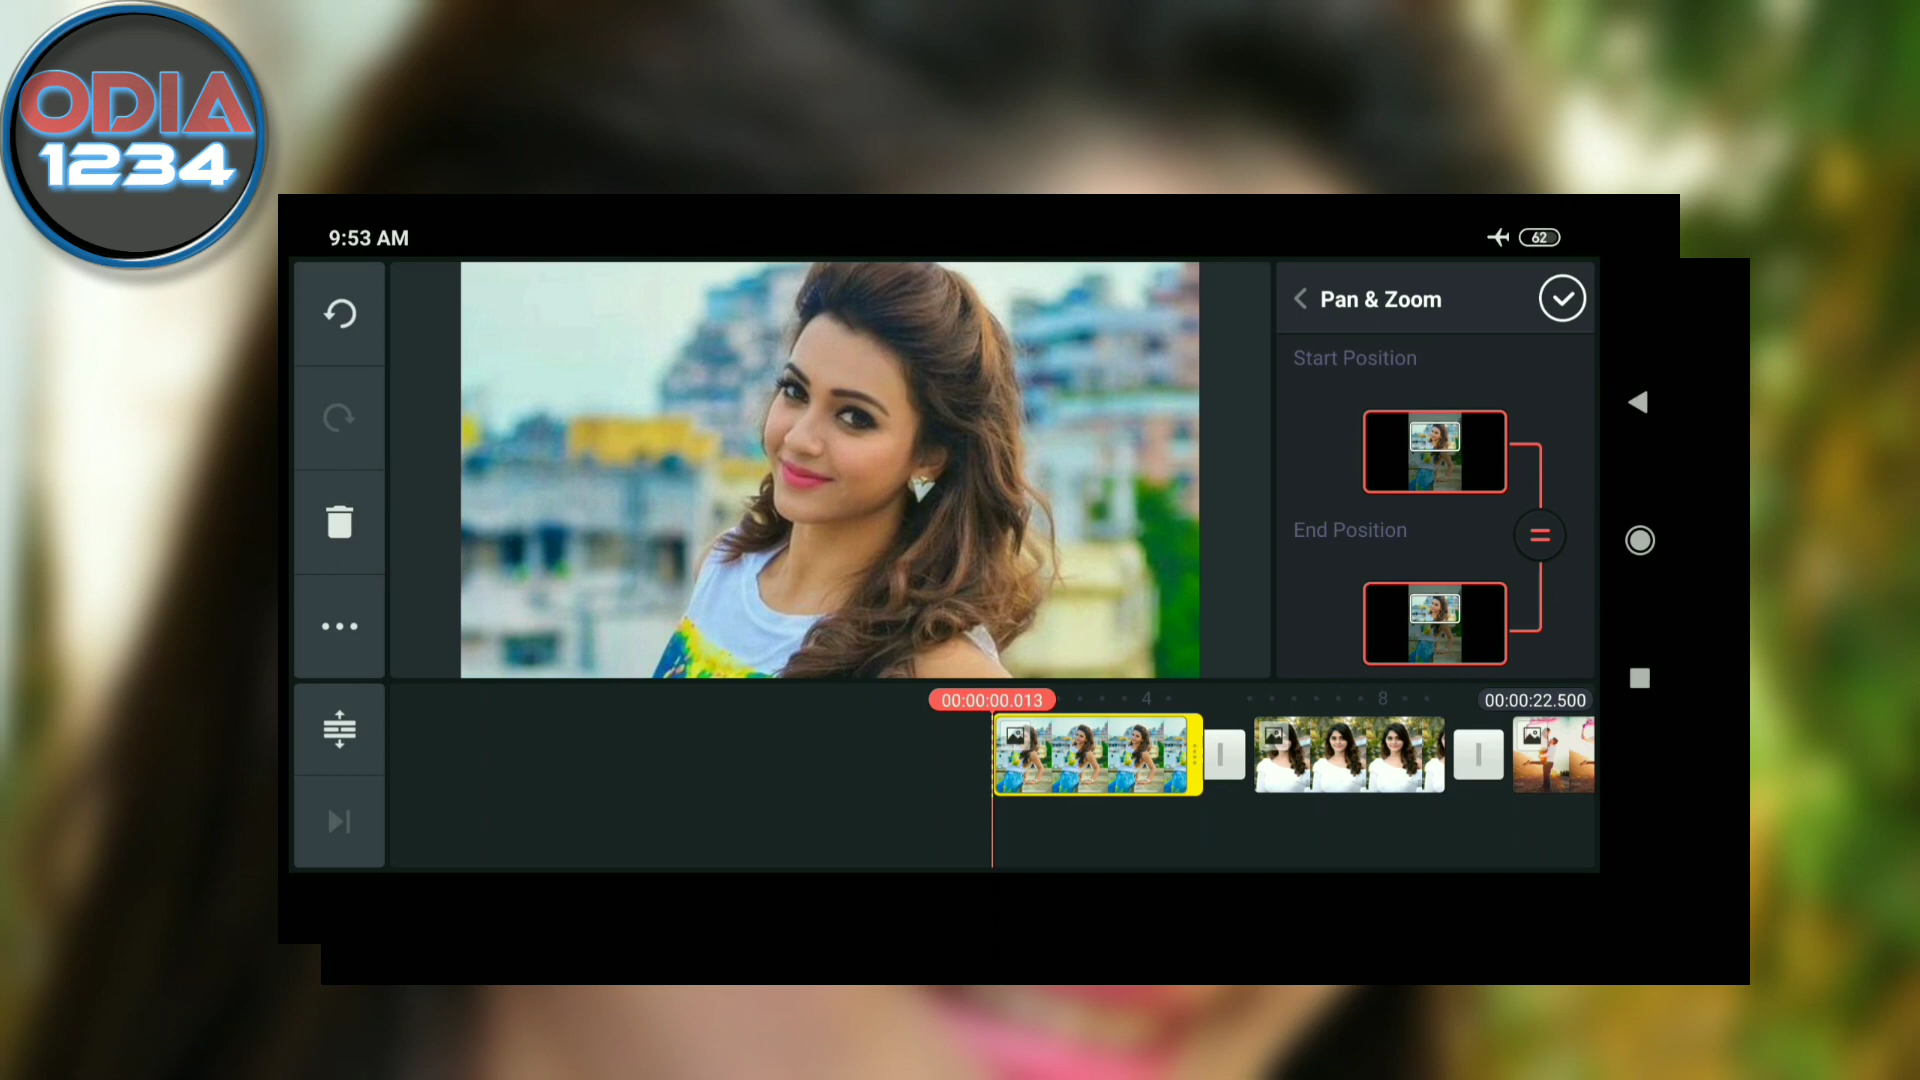 ODIA
1234
9:53 AM
62
Pan & Zoom
Start Position
End Position
00:00:00.013
4
8
00:00:22.500